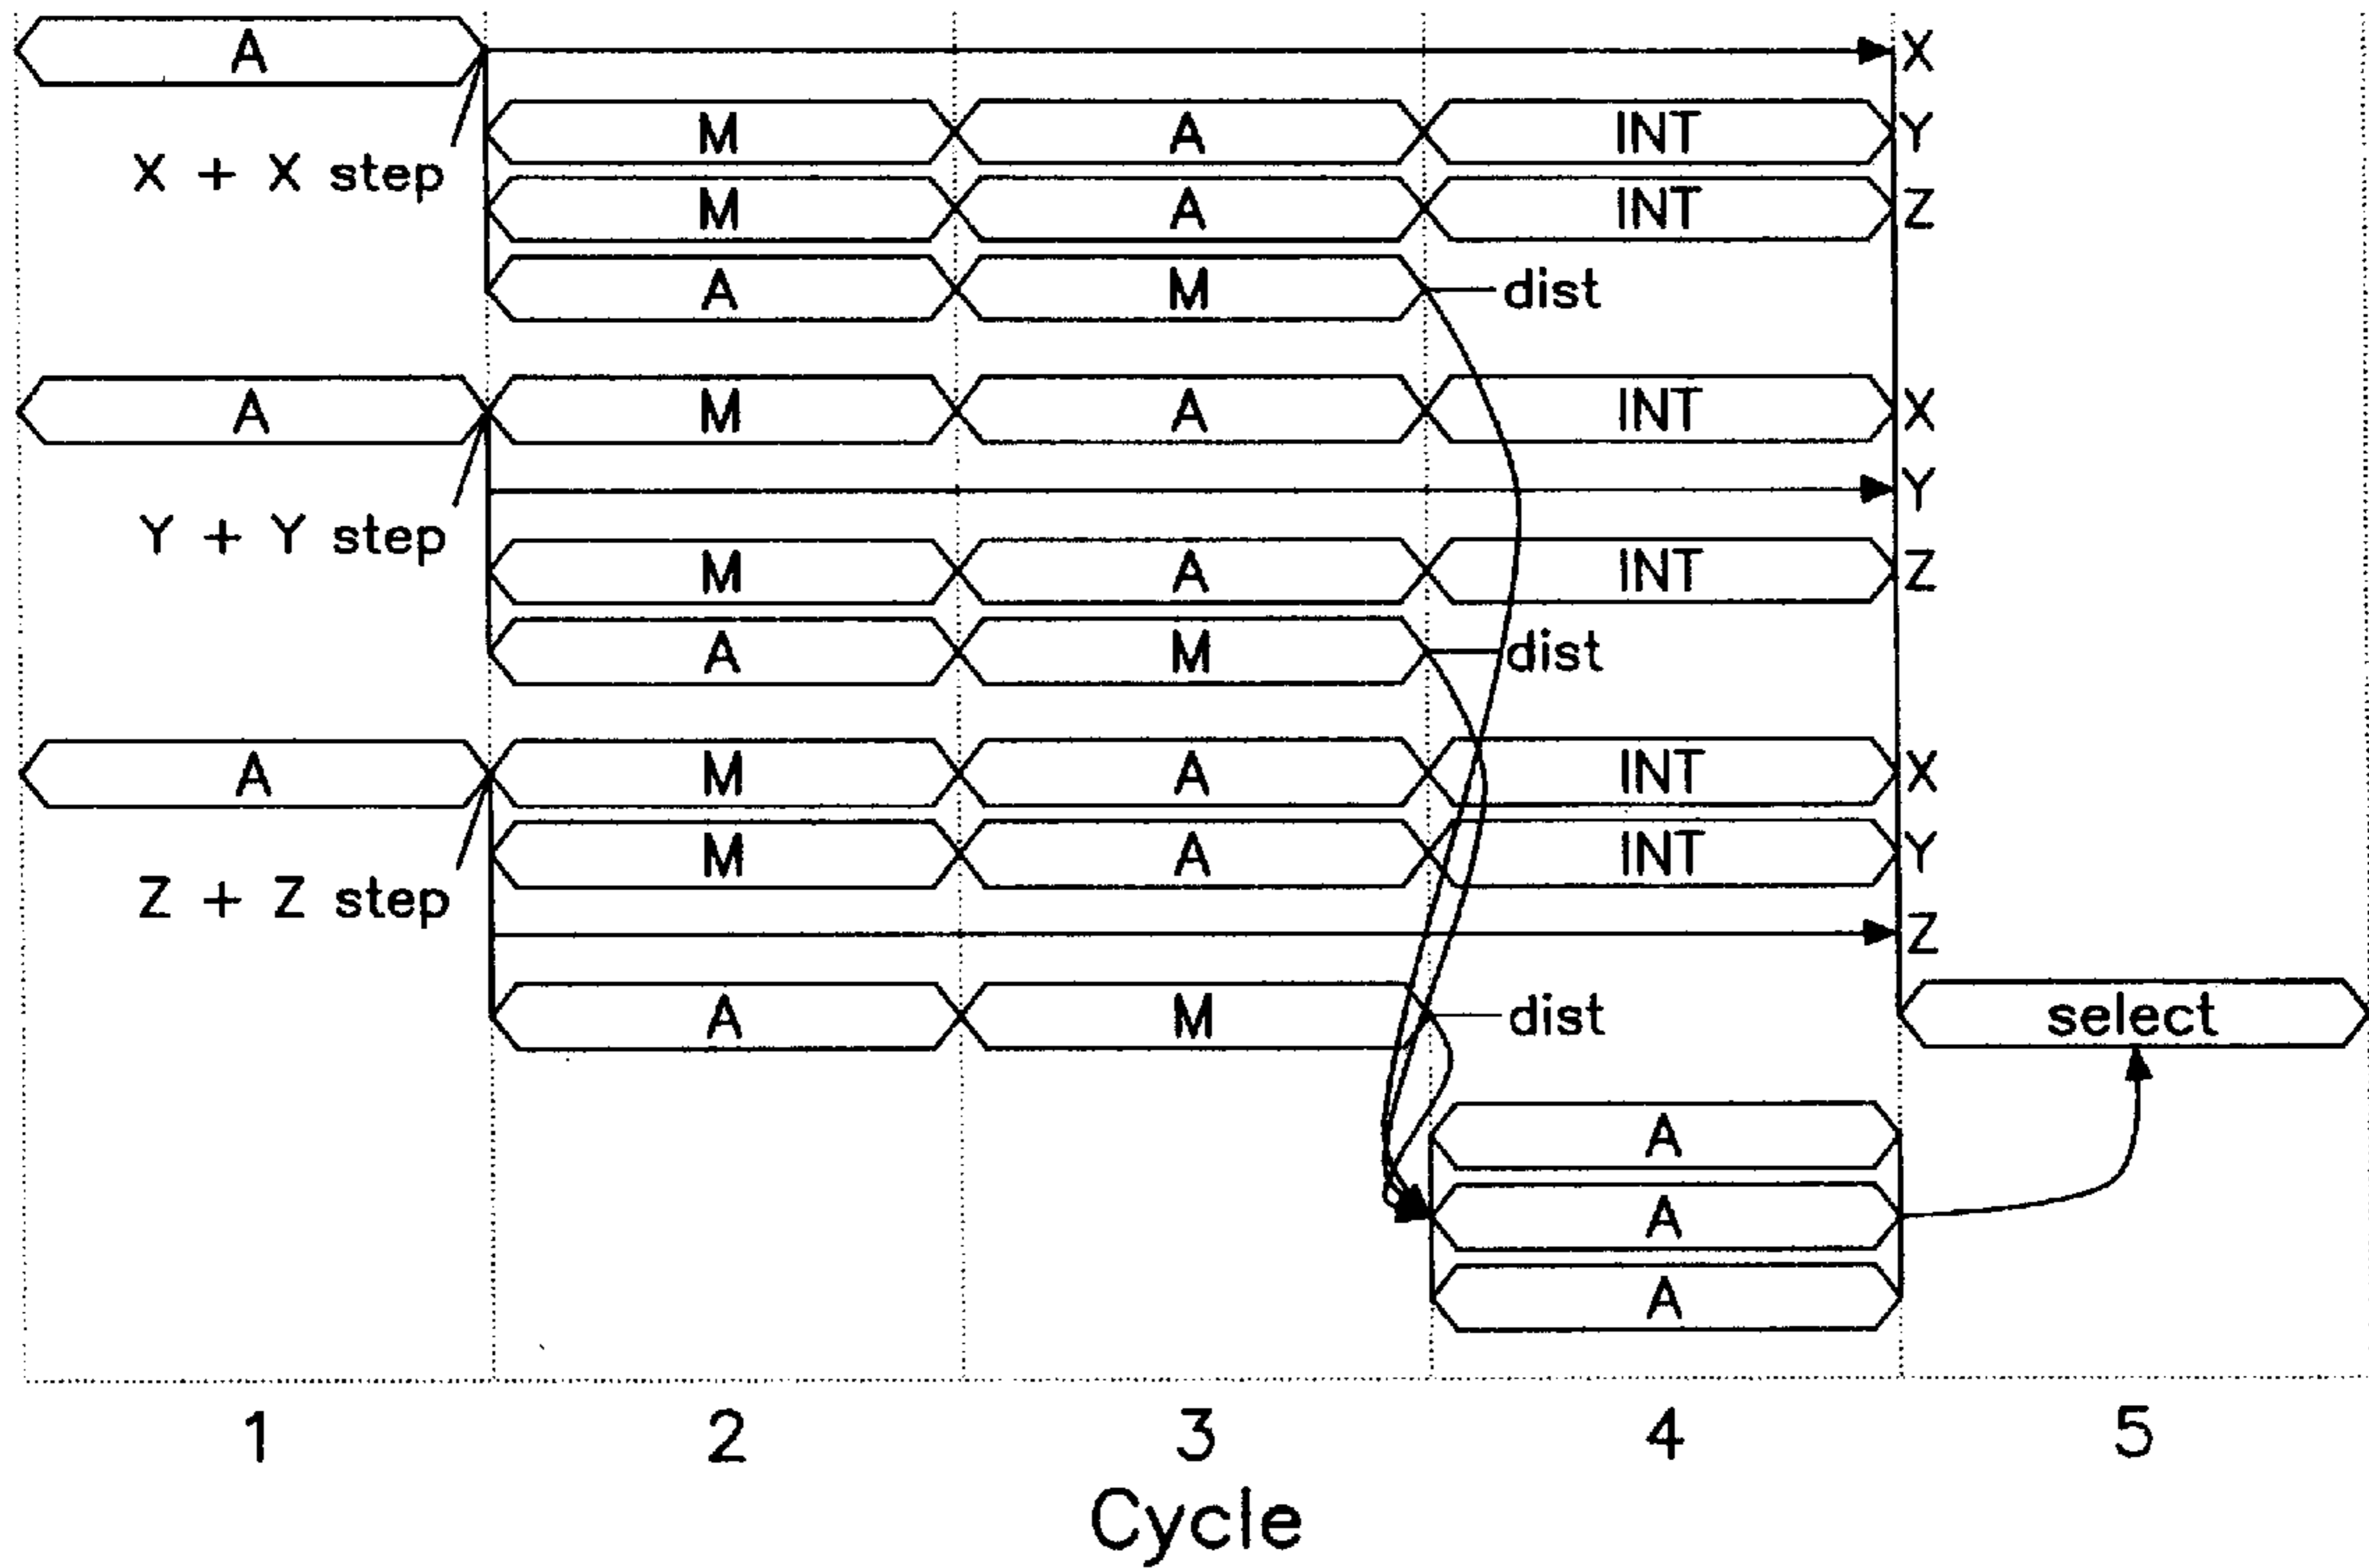 A X
M A INT Y
X + X step M A INT Z
A M dist
A M A INT X
Y
Y + Y step M A INT Z
A M dist
A M A INT X
M A INT Y
Z + Z step Z
A M dist select
A
A
A
1 2 3 4 5
Cycle